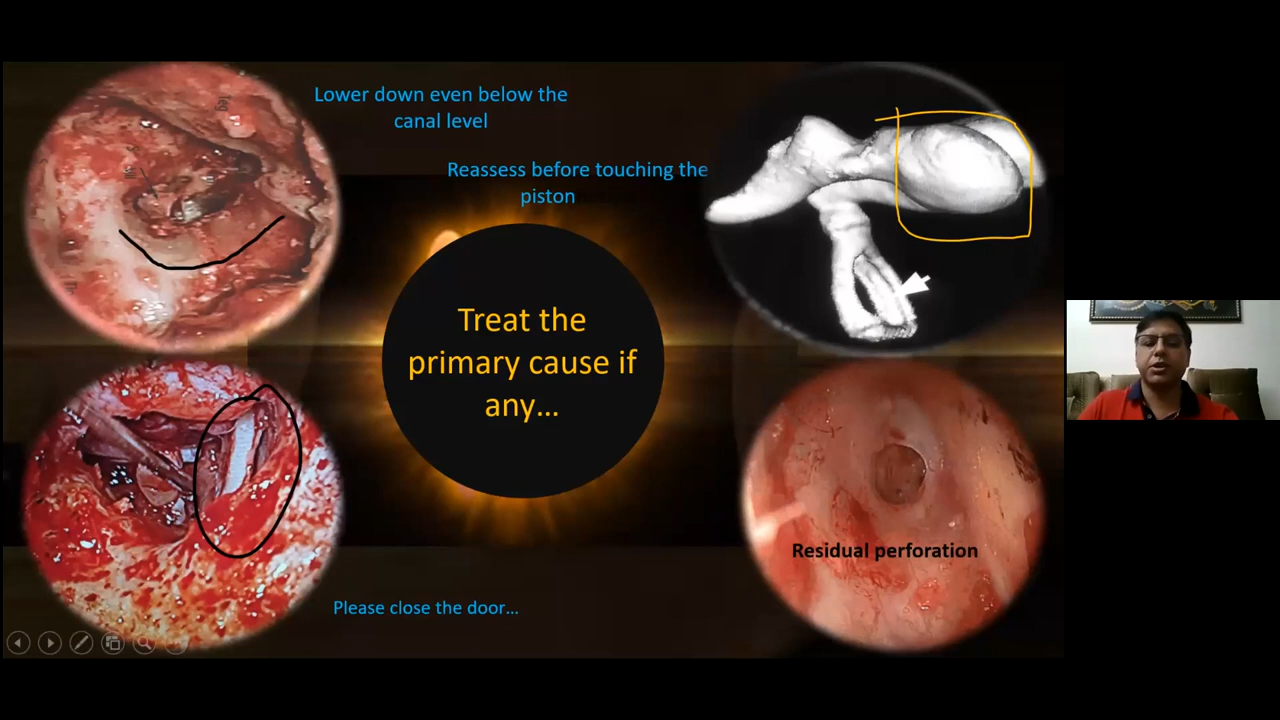 Lower down even below the
canal level
Reassess before touching the
piston
Treat the
primary cause if
any...
Residual perforation
Please close the door...